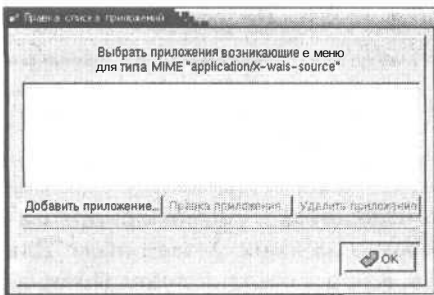 Правка списка приложений
Выбрать приложения возникающие е меню
для типа MIME "application/x-wais-source"
Добавить приложение... Правка приложения... Удалить приложение
OK